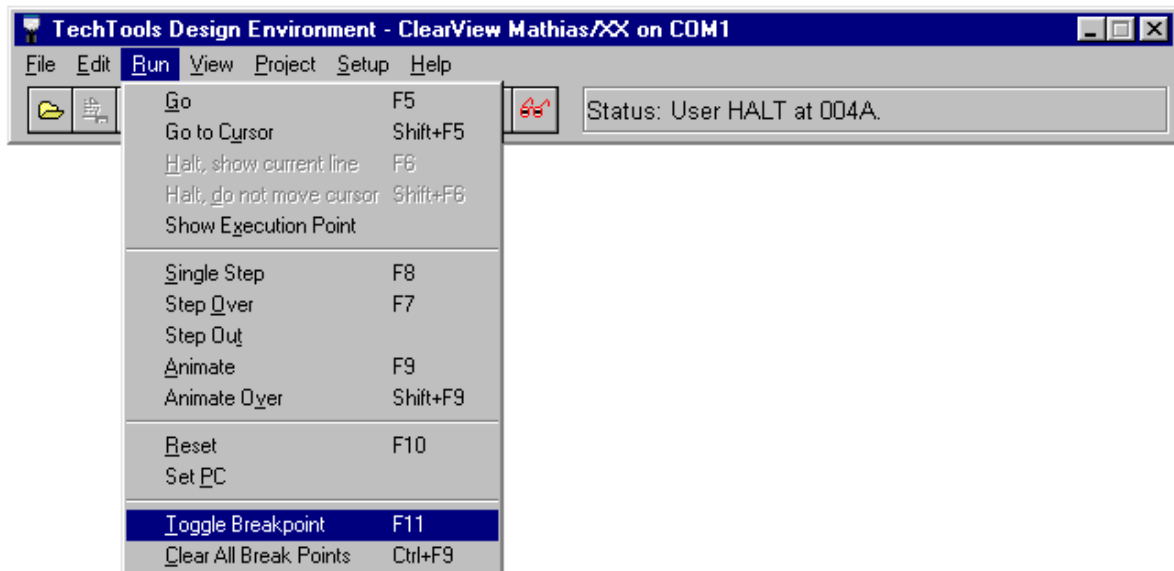 TechTools Design Environment - ClearView Mathias/XX on COM1
File Edit Run View Project Setup Help
Status: User HALT at 004A.
Go F5
Go to Cursor Shift+F5
Halt, show current line F6
Halt, do not move cursor Shift+F6
Show Execution Point
Single Step F8
Step Over F7
Step Out
Animate F9
Animate Over Shift+F9
Reset F10
Set PC
Toggle Breakpoint F11
Clear All Break Points Ctrl+F9